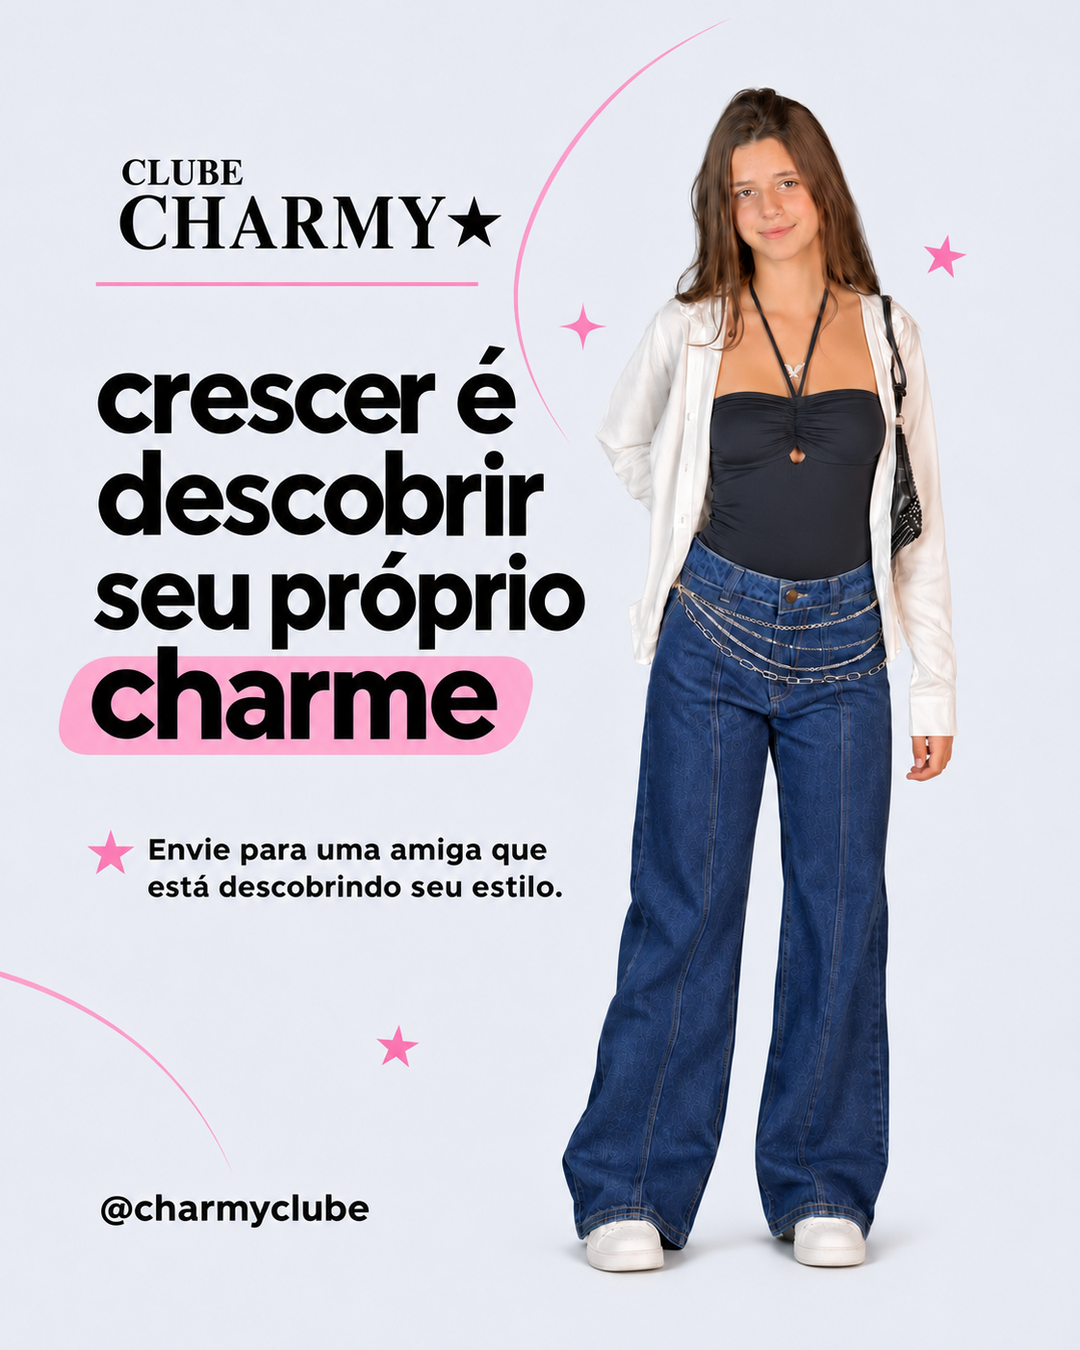 CLUBE
CHARMY★
crescer é
descobrir
seu próprio
charme
Envie para uma amiga que
está descobrindo seu estilo.
@charmyclube